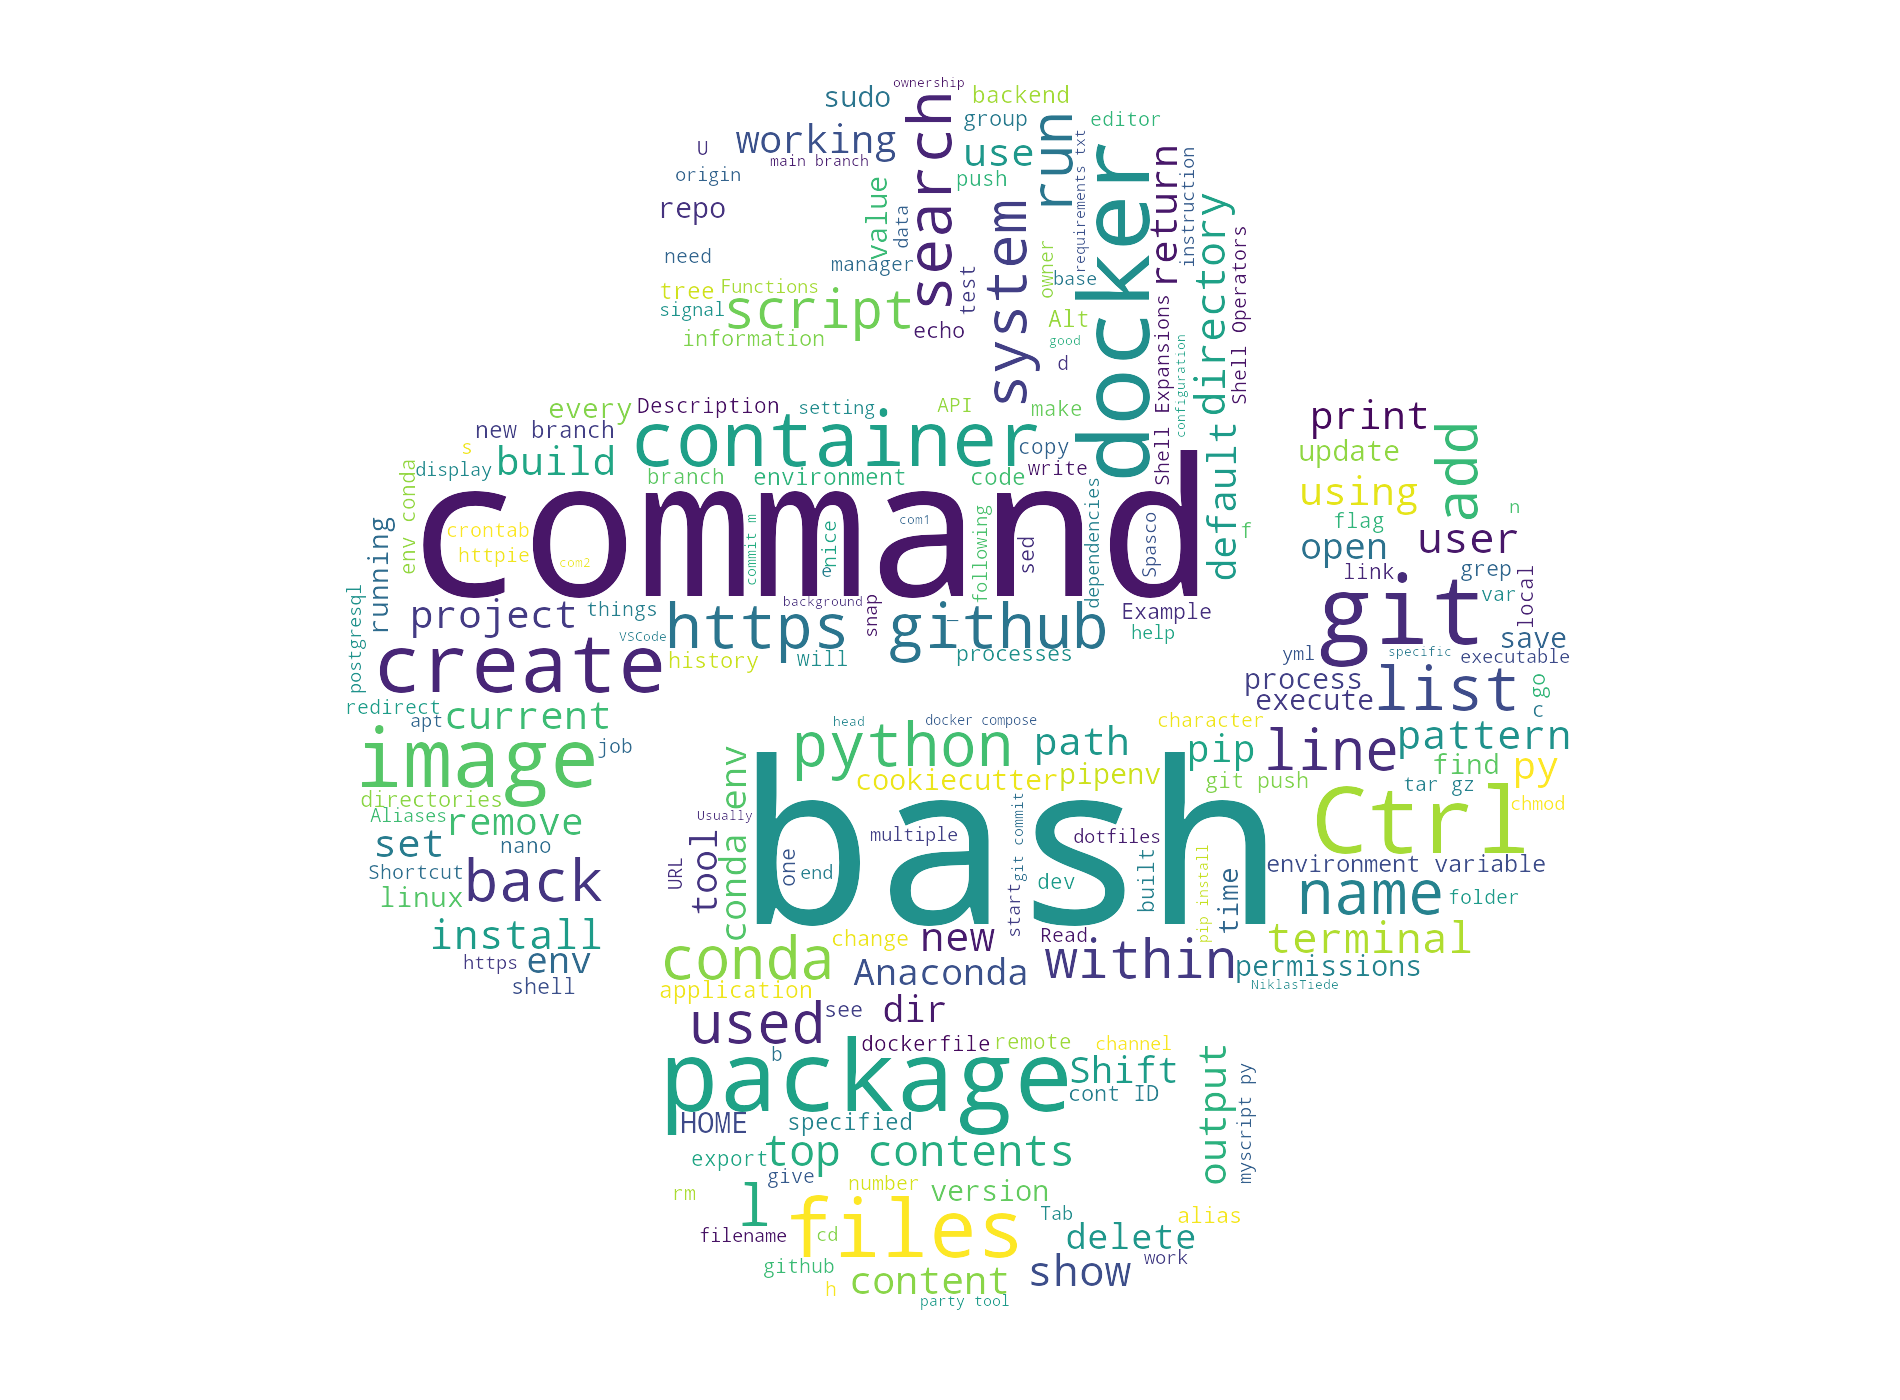 ownership
sudo
backend
search
working
group
run
editor
U
main branch
use
requirements txt
docker
return
instruction
origin
push
value
repo
data
system
directory
need
manager
owner
test
base
Shell Operators
tree
Functions
signal
script
echo
Alt
Shell Expansions
information
good
d
configuration
every
Description
setting
API
make
print
new branch
container
copy
default
update
add
s
display
build
branch
environment
code
write
using
env conda
command
crontab
httpie
com2
commit m
com1
nice
e
following
sed
dependencies
Spasco
f
n
flag
open
user
running
link
grep
local
postgresql
project
things
https
background
snap
github
_
Example
git
var
VSCode
help
save
create
history
will
processes
yml
specific
executable
redirect
process
execute
list
go
c
apt
current
head
docker compose
character
image
job
python
path
pip
line
pattern
conda env
cookiecutter
pipenv
git push
find
py
tar gz
directories
bash
Ctrl
chmod
Aliases
remove
Usually
multiple
git commit
dotfiles
set
nano
tool
URL
one
end
dev
built
pip install
time
environment variable
Shortcut
back
start
name
folder
linux
install
change
new
Read
terminal
https
env
conda
Anaconda
within
permissions
shell
application
NiklasTiede
used
see
dir
b
dockerfile
remote
channel
output
package
Shift
cont ID
myscript py
HOME
specified
export
top contents
give
rm
l
number
version
files
Tab
alias
filename
cd
delete
github
work
h
content
show
party tool